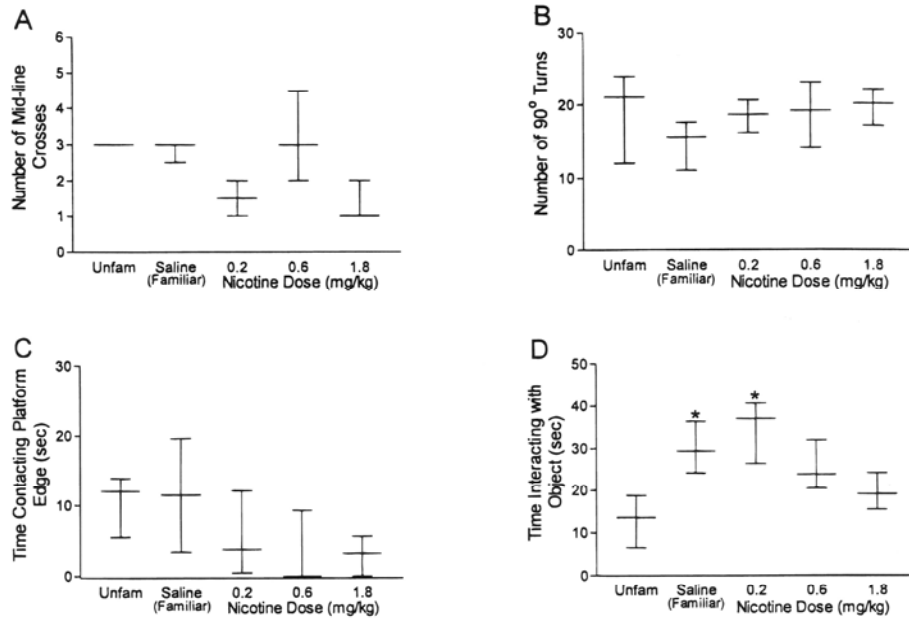 A
Number of Mid-line
Crosses
6
5
4
3
2
1
0
Unfam
Saline
(Familiar)
0.2
0.6
1.8
Nicotine Dose (mg/kg)
B
Number of 90° Turns
30
20
10
0
Unfam
Saline
(Familiar)
0.2
0.6
1.8
Nicotine Dose (mg/kg)
C
Time Contacting Platform
Edge (sec)
30
20
10
0
Unfam
Saline
(Familiar)
0.2
0.6
1.8
Nicotine Dose (mg/kg)
D
Time Interacting with
Object (sec)
50
40
30
20
10
0
*
*
Unfam
Saline
(Familiar)
0.2
0.6
1.8
Nicotine Dose (mg/kg)